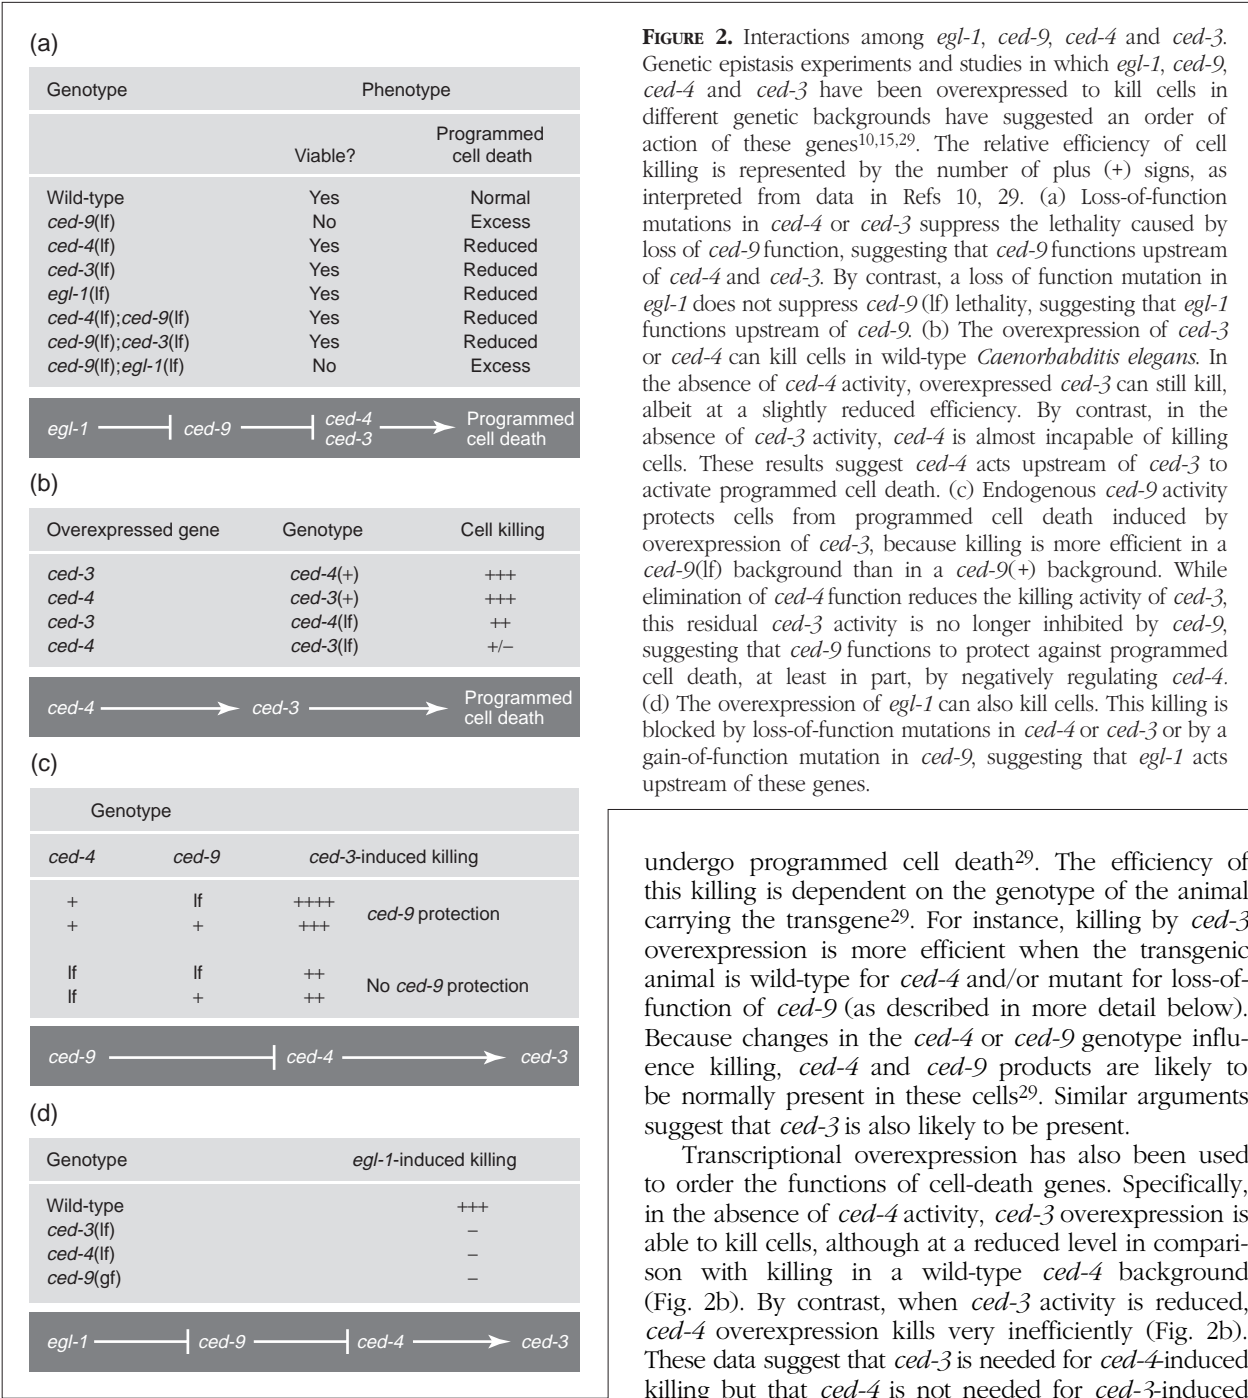 (a)
Genotype Phenotype
Viable? Programmed cell death
Wild-type Yes Normal
ced-9(lf) No Excess
ced-4(lf) Yes Reduced
ced-3(lf) Yes Reduced
egl-1(lf) Yes Reduced
ced-4(lf);ced-9(lf) Yes Reduced
ced-9(lf);ced-3(lf) Yes Reduced
ced-9(lf);egl-1(lf) No Excess
egl-1 ced-9 ced-4 ced-3 Programmed cell death
(b)
Overexpressed gene Genotype Cell killing
ced-3 ced-4(+) +++
ced-4 ced-3(+) +++
ced-3 ced-4(lf) ++
ced-4 ced-3(lf) +/–
ced-4 ced-3 Programmed cell death
(c)
Genotype
ced-4 ced-9 ced-3-induced killing
+ lf ++++
+ + +++
ced-9 protection
lf lf ++
lf + ++
No ced-9 protection
ced-9 ced-4 ced-3
(d)
Genotype egl-1-induced killing
Wild-type +++
ced-3(lf) –
ced-4(lf) –
ced-9(gf) –
egl-1 ced-9 ced-4 ced-3
FIGURE 2. Interactions among egl-1, ced-9, ced-4 and ced-3.
Genetic epistasis experiments and studies in which egl-1, ced-9,
ced-4 and ced-3 have been overexpressed to kill cells in
different genetic backgrounds have suggested an order of
action of these genes10,15,29. The relative efficiency of cell
killing is represented by the number of plus (+) signs, as
interpreted from data in Refs 10, 29. (a) Loss-of-function
mutations in ced-4 or ced-3 suppress the lethality caused by
loss of ced-9 function, suggesting that ced-9 functions upstream
of ced-4 and ced-3. By contrast, a loss of function mutation in
egl-1 does not suppress ced-9 (lf) lethality, suggesting that egl-1
functions upstream of ced-9. (b) The overexpression of ced-3
or ced-4 can kill cells in wild-type Caenorhabditis elegans. In
the absence of ced-4 activity, overexpressed ced-3 can still kill,
albeit at a slightly reduced efficiency. By contrast, in the
absence of ced-3 activity, ced-4 is almost incapable of killing
cells. These results suggest ced-4 acts upstream of ced-3 to
activate programmed cell death. (c) Endogenous ced-9 activity
protects cells from programmed cell death induced by
overexpression of ced-3, because killing is more efficient in a
ced-9(lf) background than in a ced-9(+) background. While
elimination of ced-4 function reduces the killing activity of ced-3,
this residual ced-3 activity is no longer inhibited by ced-9,
suggesting that ced-9 functions to protect against programmed
cell death, at least in part, by negatively regulating ced-4.
(d) The overexpression of egl-1 can also kill cells. This killing is
blocked by loss-of-function mutations in ced-4 or ced-3 or by a
gain-of-function mutation in ced-9, suggesting that egl-1 acts
upstream of these genes.
undergo programmed cell death29. The efficiency of
this killing is dependent on the genotype of the animal
carrying the transgene29. For instance, killing by ced-3
overexpression is more efficient when the transgenic
animal is wild-type for ced-4 and/or mutant for loss-of-
function of ced-9 (as described in more detail below).
Because changes in the ced-4 or ced-9 genotype influ-
ence killing, ced-4 and ced-9 products are likely to
be normally present in these cells29. Similar arguments
suggest that ced-3 is also likely to be present.
Transcriptional overexpression has also been used
to order the functions of cell-death genes. Specifically,
in the absence of ced-4 activity, ced-3 overexpression is
able to kill cells, although at a reduced level in compari-
son with killing in a wild-type ced-4 background
(Fig. 2b). By contrast, when ced-3 activity is reduced,
ced-4 overexpression kills very inefficiently (Fig. 2b).
These data suggest that ced-3 is needed for ced-4-induced
killing but that ced-4 is not needed for ced-3-induced